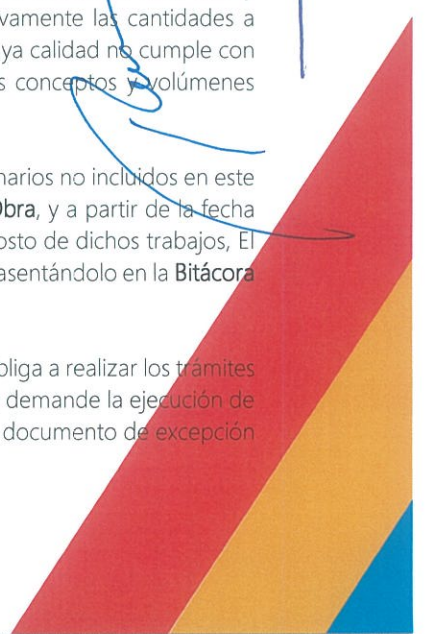 vamente las cantidades a
ya calidad no cumple con
s conceptos y volúmenes
narios no incluidos en este
Obra, y a partir de la fecha
osto de dichos trabajos, El
asentándolo en la Bitácora
bliga a realizar los trámites
demande la ejecución de
documento de excepción